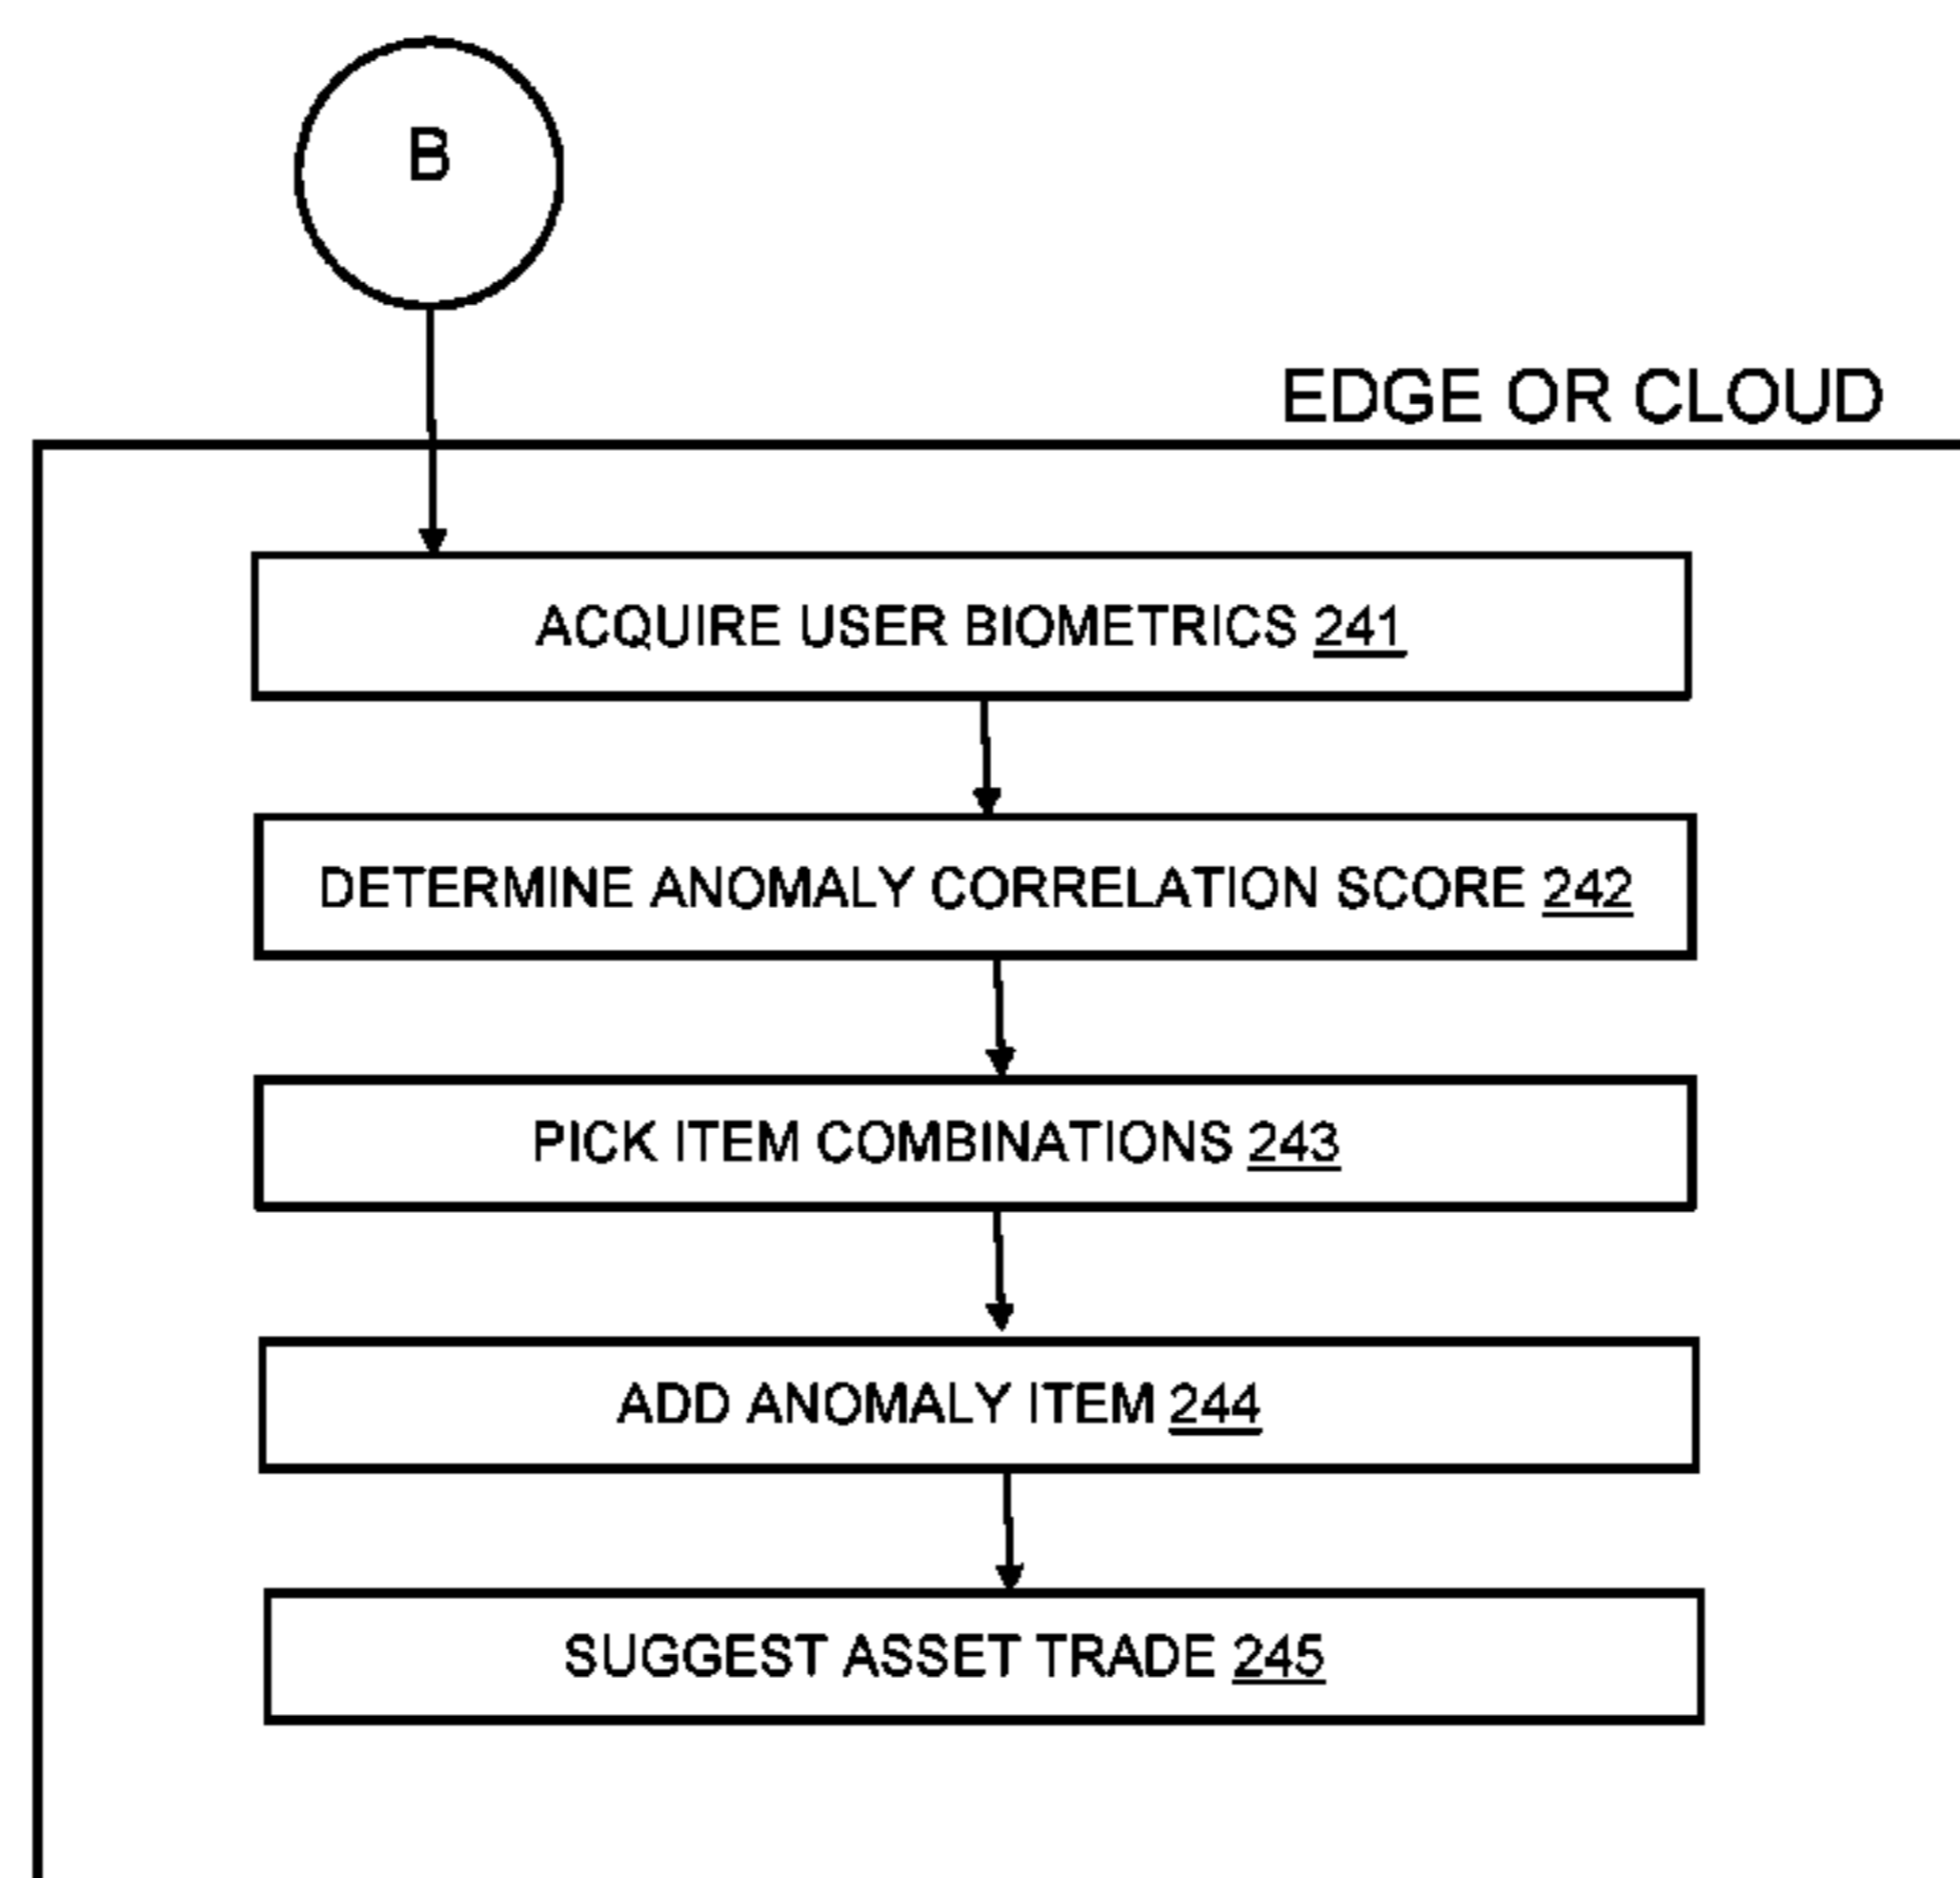 B
EDGE OR CLOUD
ACQUIRE USER BIOMETRICS 241
DETERMINE ANOMALY CORRELATION SCORE 242
PICK ITEM COMBINATIONS 243
ADD ANOMALY ITEM 244
SUGGEST ASSET TRADE 245